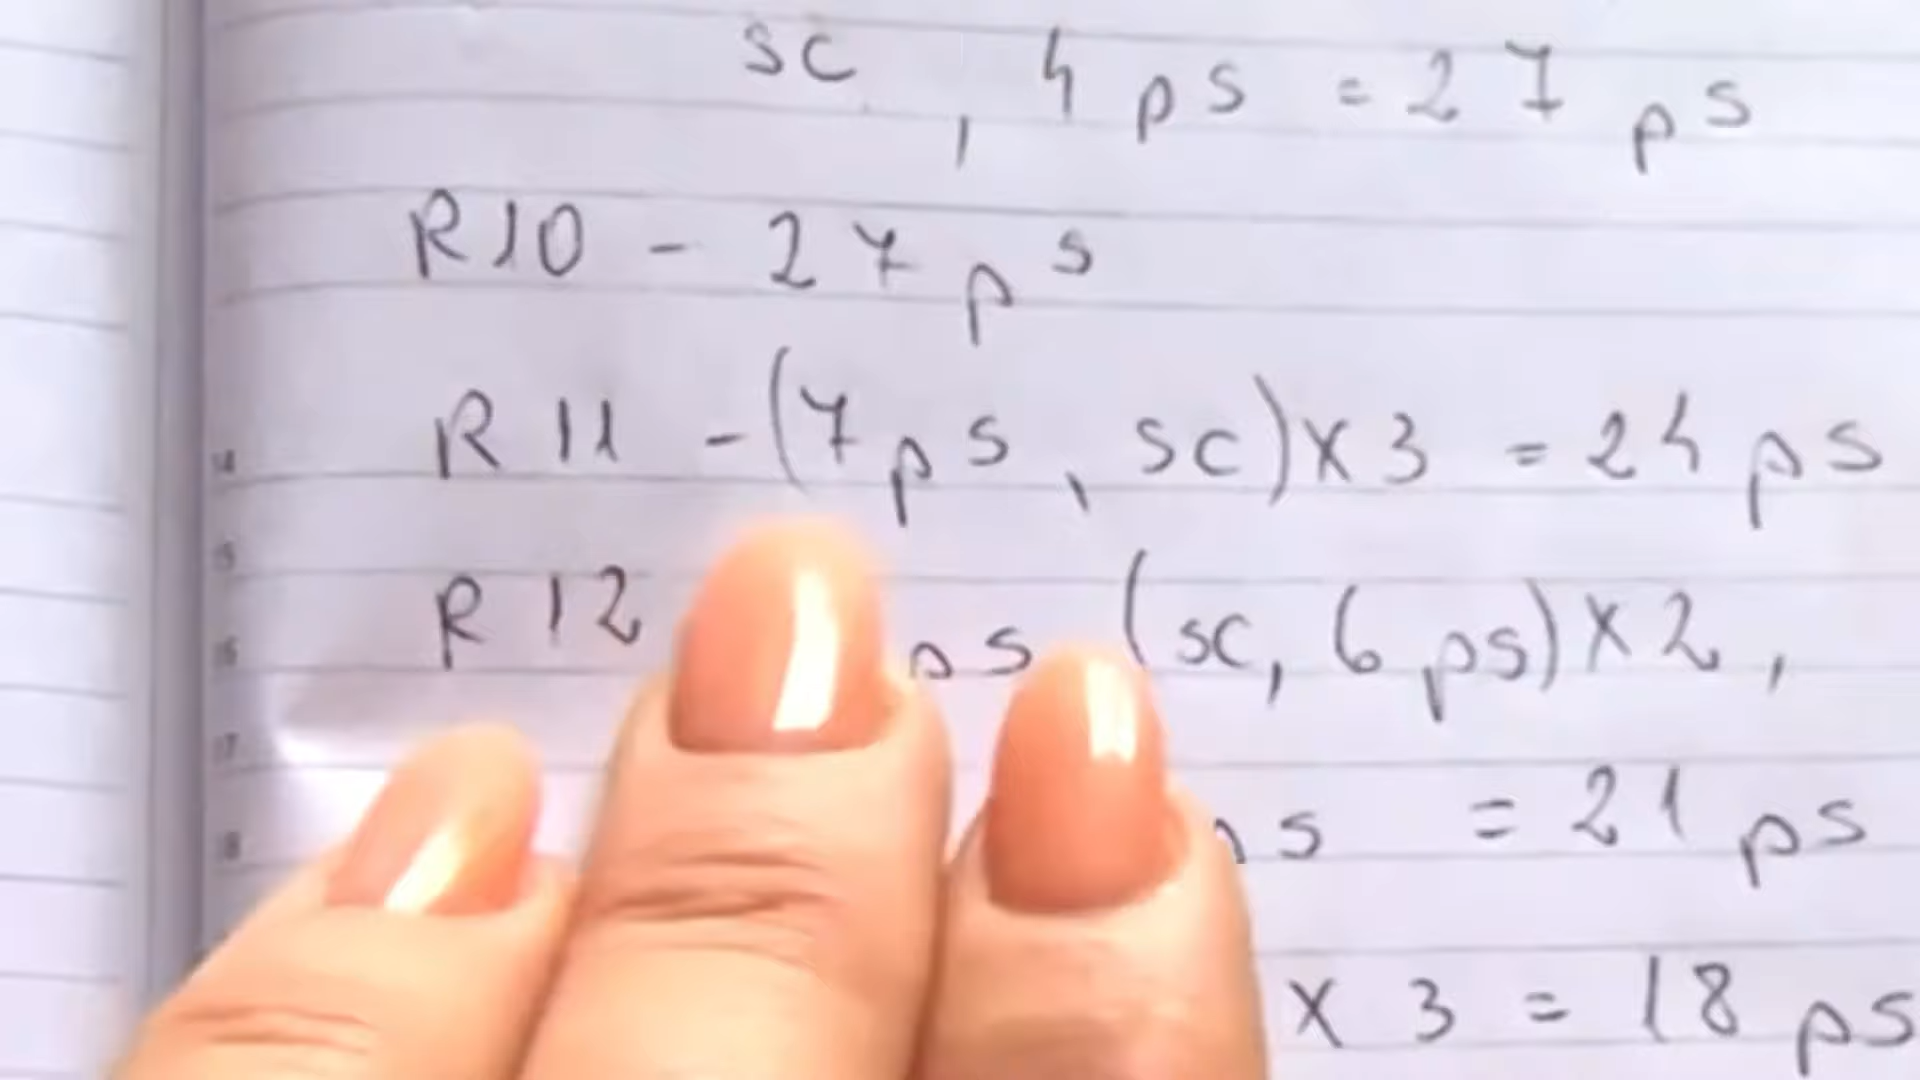 sc, 4 ps = 27 ps
R10 - 27 ps
R11 - (7 ps, sc) x 3 = 24 ps
R12 ps (sc, 6 ps) x 2,
ps = 21 ps
x 3 = 18 ps